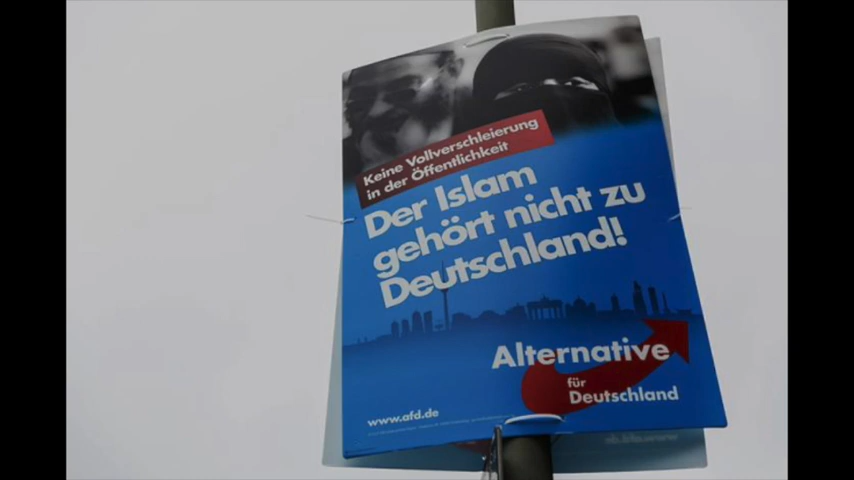 Keine Vollverschleierung
in der Öffentlichkeit
Der Islam
gehört nicht zu
Deutschland!
Alternative
für
Deutschland
www.afd.de